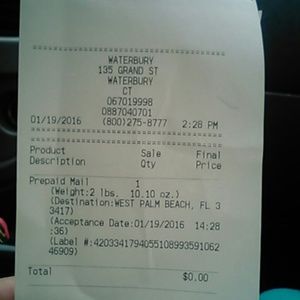 ========================================
WATERBURY
135 GRAND ST
WATERBURY
CT
067019998
0887040701
01/19/2016 (800)275-8777 2:28 PM
========================================
Product Sale Final
Description Qty Price
Prepaid Mail 1
(Weight:2 lbs. 10.10 oz.)
(Destination:WEST PALM BEACH, FL 3
3417)
(Acceptance Date:01/19/2016 14:28
:36)
(Label #:4203341794055108993591062
46909)
Total $0.00